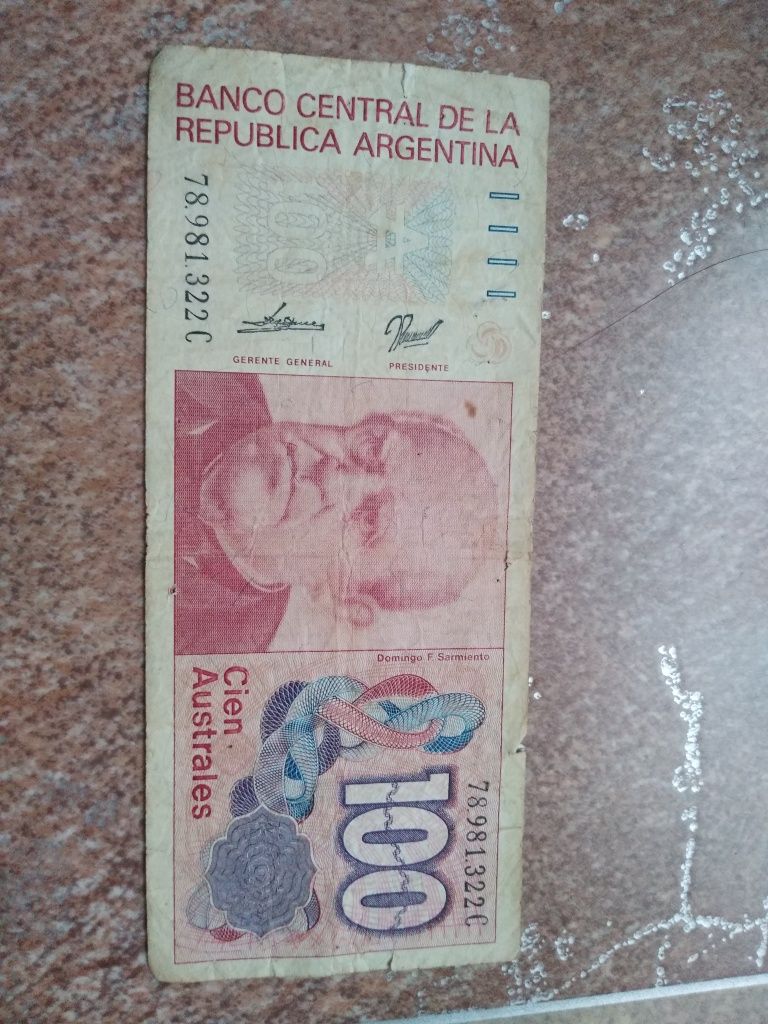 BANCO CENTRAL DE LA
REPUBLICA ARGENTINA
78.981.322C
GERENTE GENERAL
PRESIDENTE
Domingo F. Sarmiento
Cien
Australes
100
78.981.322C
A
100